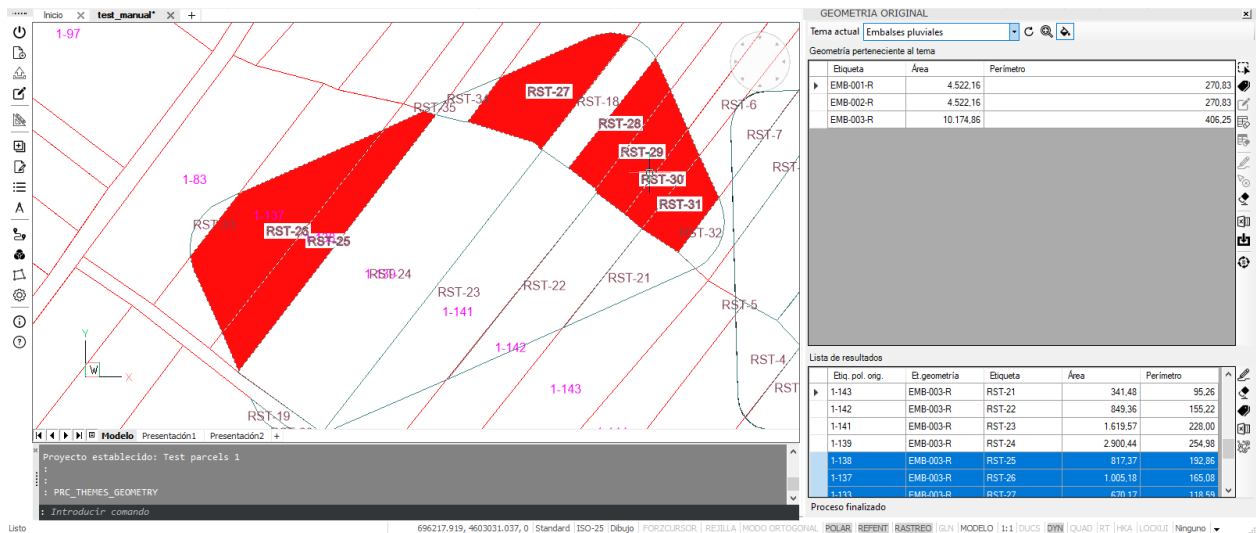 Inicio test_manual*
1-97
RST-27
RST-34
RST-35
RST-18
RST-6
RST-28
RST-7
RST-29
RST-30
1-83
RST-31
1-137
RST-26
RST-25
RST-32
RST-24
RST-23
RST-22
RST-21
1-141
RST-5
1-142
RST-4
1-143
RST-19
Modelo Presentación1 Presentación2 +
Proyecto establecido: Test parcels 1
:
:
: PRC_THEMES_GEOMETRY
: Introducir comando
GEOMETRIA ORIGINAL
Tema actual Embalses pluviales
Geometría perteneciente al tema
Etiqueta Área Perímetro
EMB-001-R 4.522,16 270,83
EMB-002-R 4.522,16 270,83
EMB-003-R 10.174,86 406,25
Lista de resultados
Etiq. pol. orig. Et.geometría Etiqueta Área Perímetro
1-143 EMB-003-R RST-21 341,48 95,26
1-142 EMB-003-R RST-22 849,36 155,22
1-141 EMB-003-R RST-23 1.619,57 228,00
1-139 EMB-003-R RST-24 2.900,44 254,98
1-138 EMB-003-R RST-25 817,37 192,86
1-137 EMB-003-R RST-26 1.005,18 165,08
1-133 EMB-003-R RST-27 670,17 118,59
Proceso finalizado
Listo 696217.919, 4603031.037, 0 Standard ISO-25 Dibujo FORZCURSOR REJILLA MODO ORTOGONAL POLAR REFENT RASTREO GLN MODELO 1:1 DUCS DYN QUAD RT HKA LOCKUI Ninguno